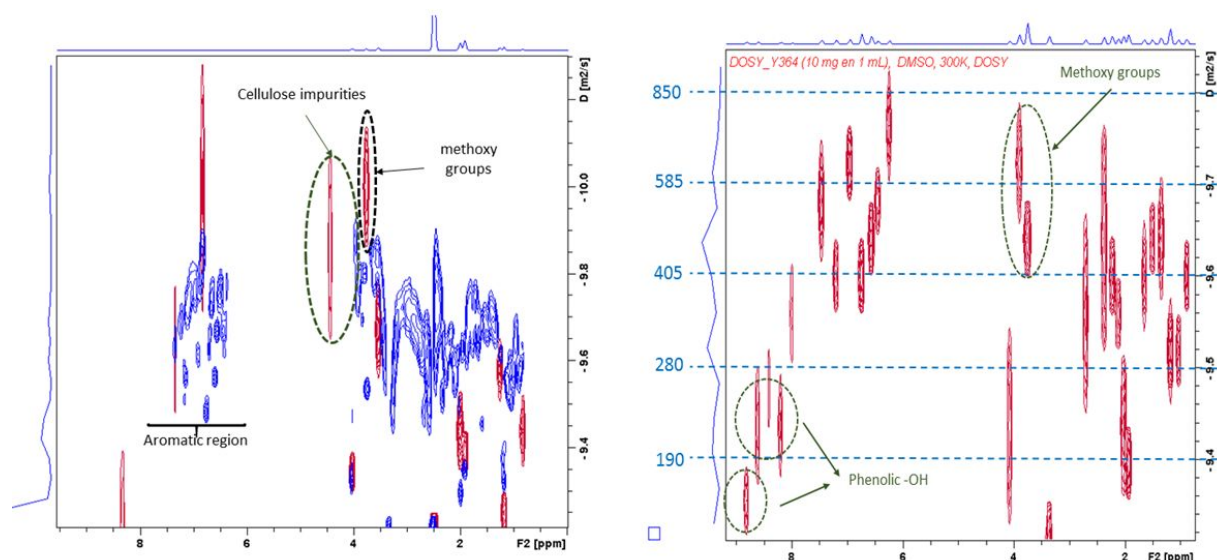 Cellulose impurities
methoxy
groups
Aromatic region
D [m2/s]
-10.0
-9.8
-9.6
-9.4
8
6
4
2
F2 [ppm]
DOSY_Y364 (10 mg en 1 mL), DMSO, 300K, DOSY
Methoxy groups
850
585
405
280
190
Phenolic -OH
D [m2/s]
-9.7
-9.6
-9.5
-9.4
8
6
4
2
F2 [ppm]